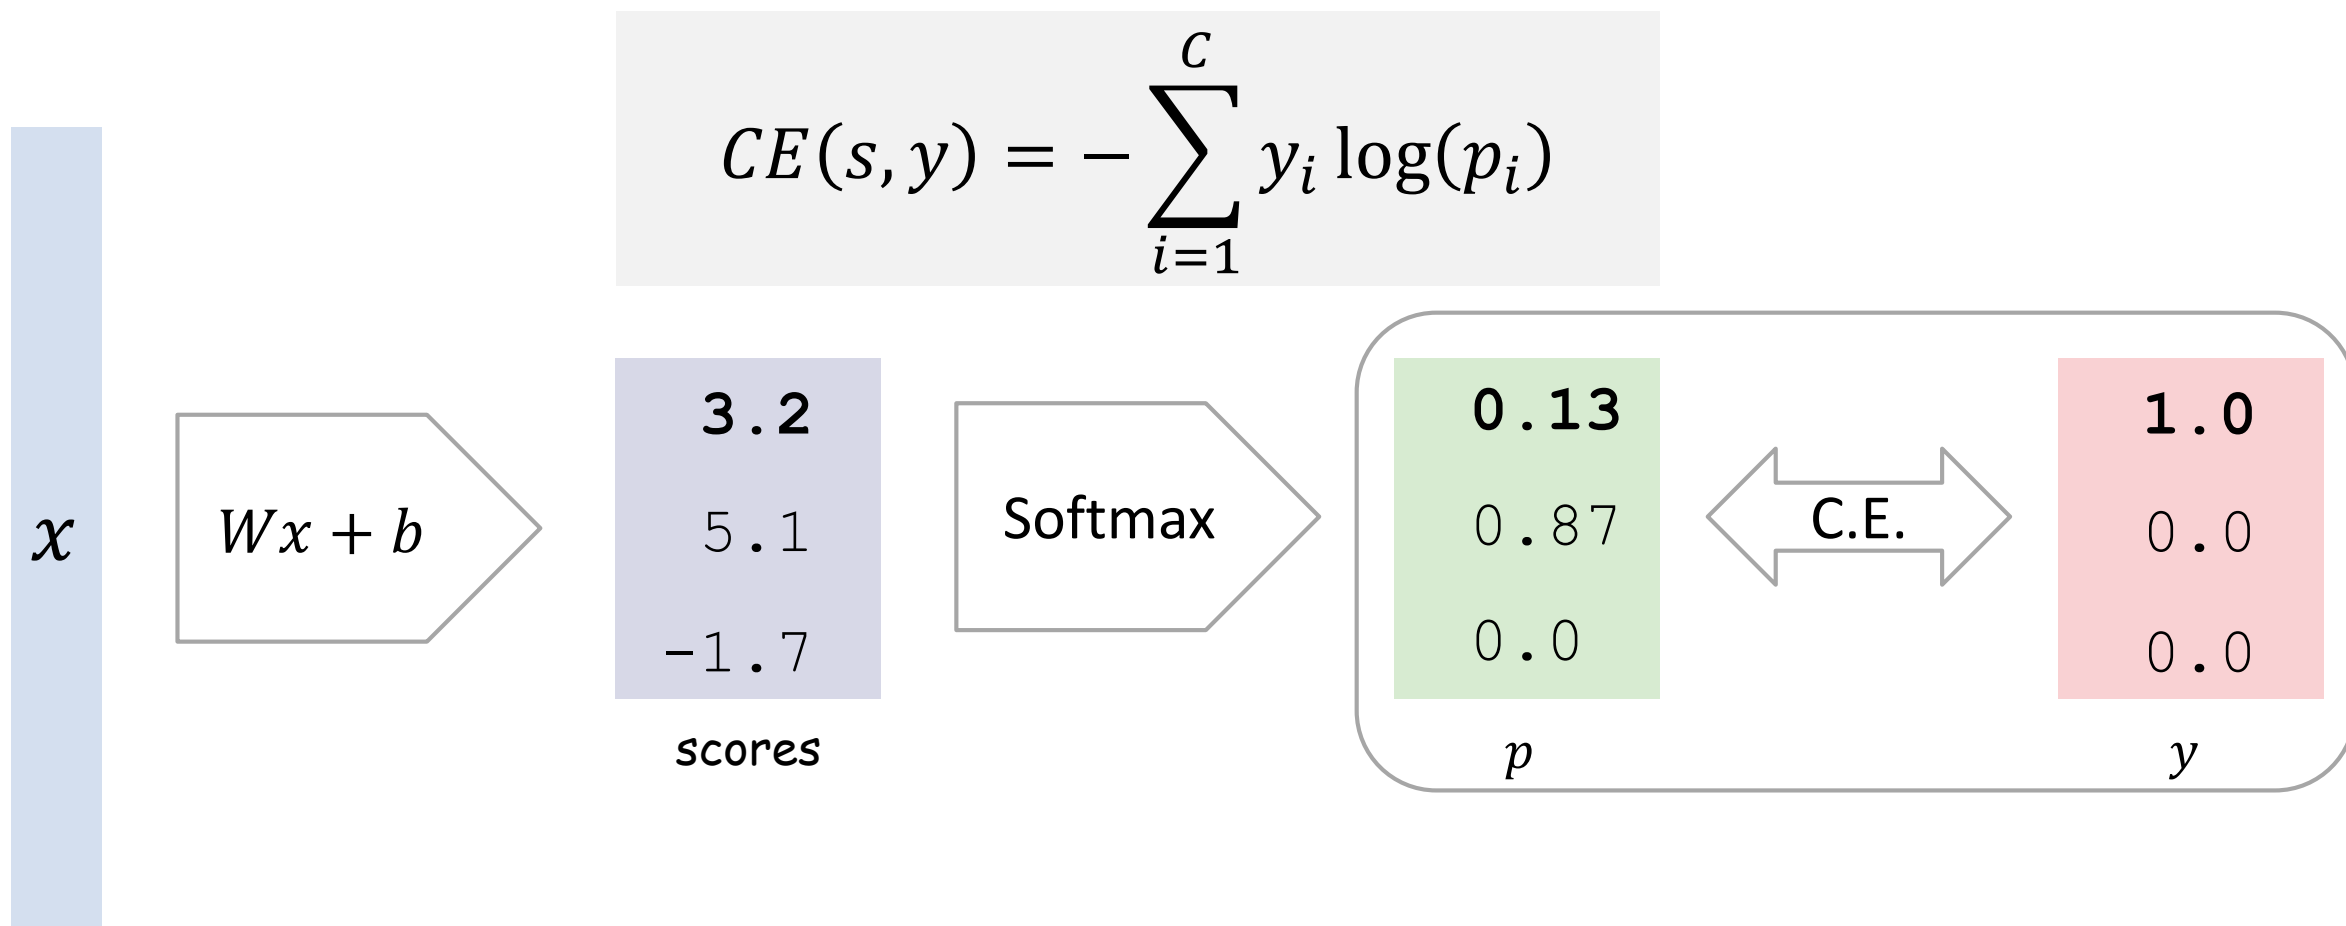 CE(s, y) = − ∑_{i=1}^{C} y_i log(p_i)
x
Wx + b
3.2
5.1
-1.7
scores
Softmax
0.13
0.87
0.0
p
C.E.
1.0
0.0
0.0
y